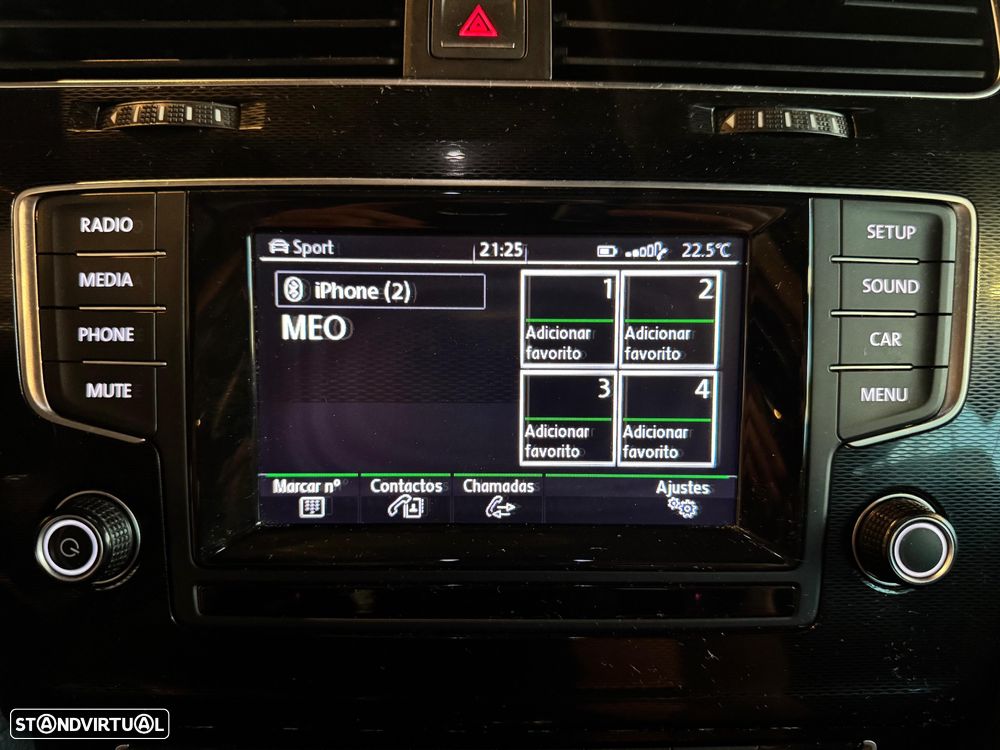 RADIO
MEDIA
PHONE
MUTE
Sport
21:25
22.5°C
iPhone (2)
MEO
1
Adicionar
favorito
2
Adicionar
favorito
3
Adicionar
favorito
4
Adicionar
favorito
Marcar nº
Contactos
Chamadas
Ajustes
SETUP
SOUND
CAR
MENU
STANDVIRTUAL